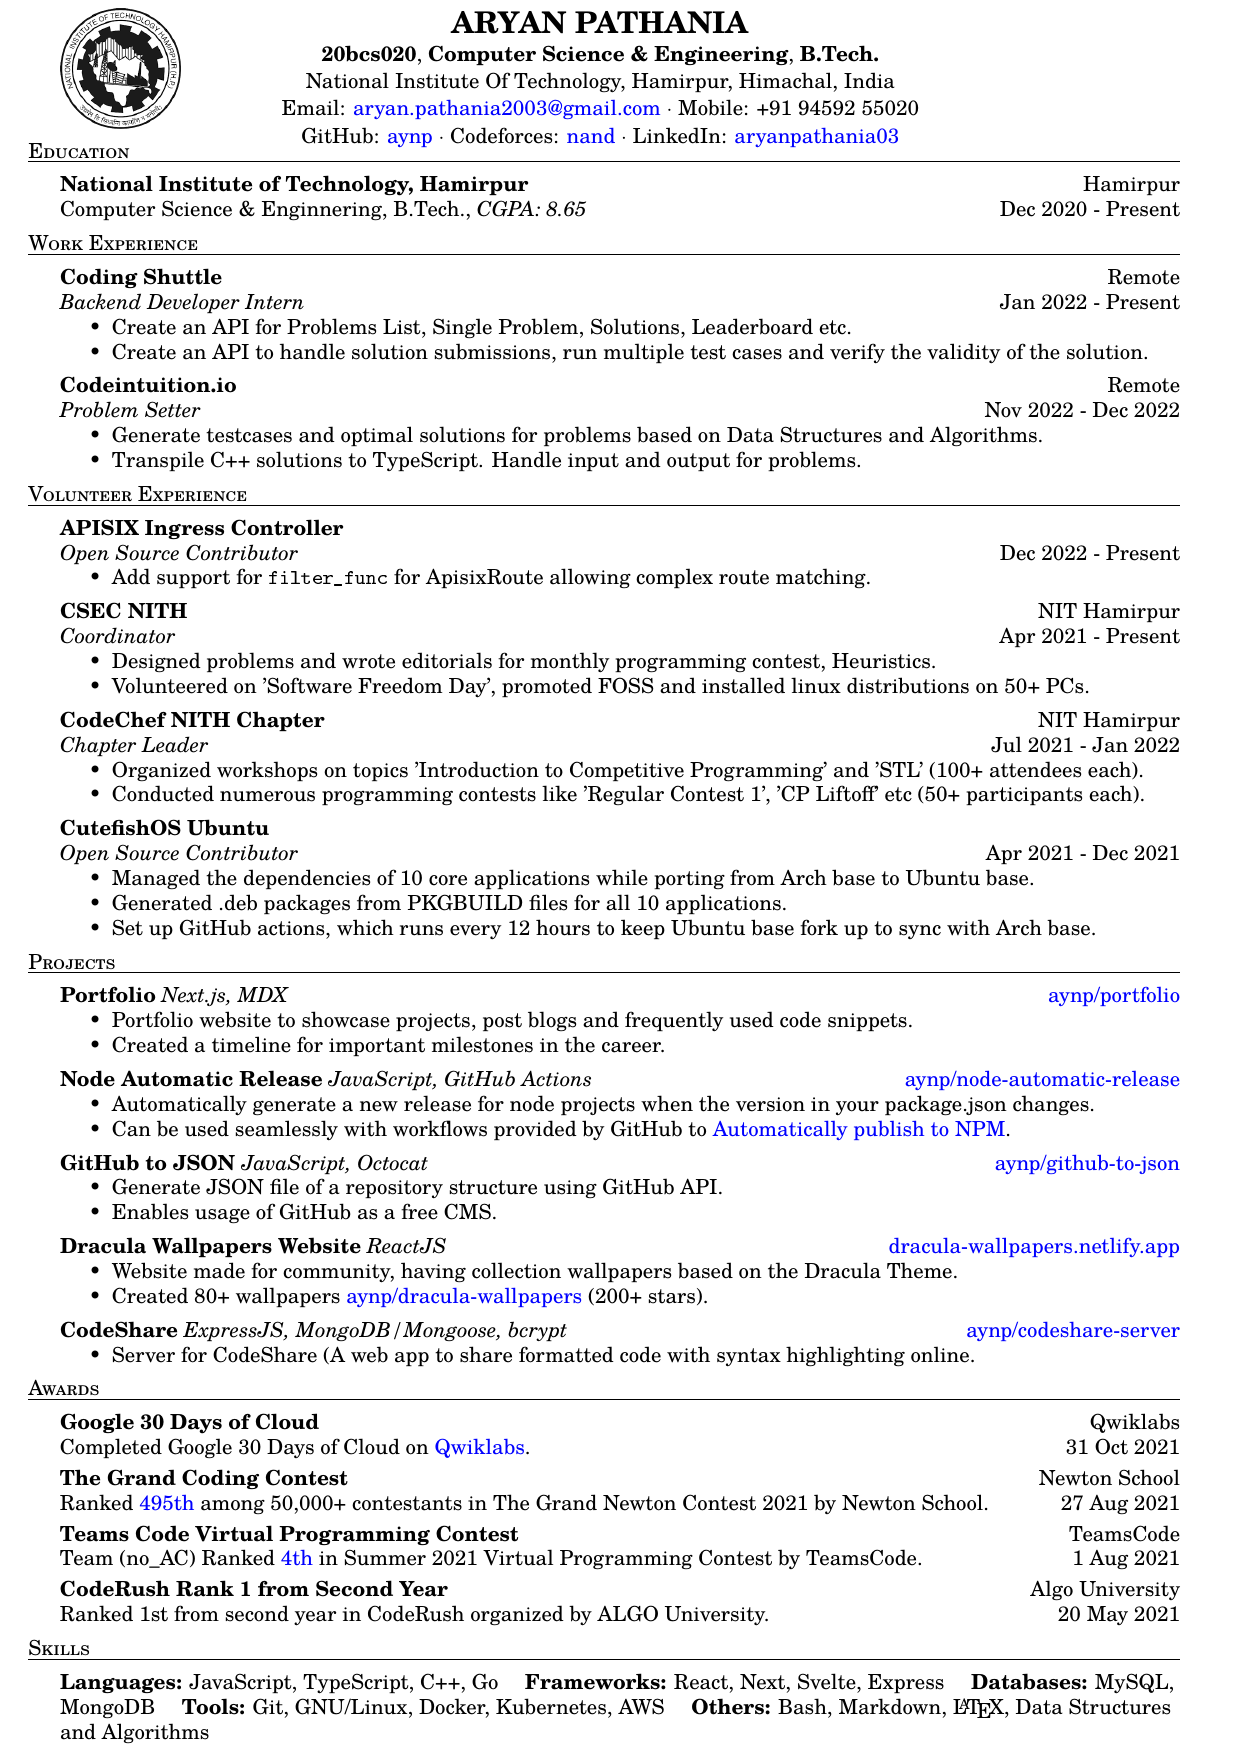 NATIONAL INSTITUTE OF TECHNOLOGY HAMIRPUR (H.P.)
ARYAN PATHANIA
20bcs020, Computer Science & Engineering, B.Tech.
National Institute Of Technology, Hamirpur, Himachal, India
Email: aryan.pathania2003@gmail.com · Mobile: +91 94592 55020
GitHub: aynp · Codeforces: nand · LinkedIn: aryanpathania03
Education
National Institute of Technology, Hamirpur Hamirpur
Computer Science & Enginnering, B.Tech., CGPA: 8.65 Dec 2020 - Present
Work Experience
Coding Shuttle Remote
Backend Developer Intern Jan 2022 - Present
• Create an API for Problems List, Single Problem, Solutions, Leaderboard etc.
• Create an API to handle solution submissions, run multiple test cases and verify the validity of the solution.
Codeintuition.io Remote
Problem Setter Nov 2022 - Dec 2022
• Generate testcases and optimal solutions for problems based on Data Structures and Algorithms.
• Transpile C++ solutions to TypeScript. Handle input and output for problems.
Volunteer Experience
APISIX Ingress Controller
Open Source Contributor Dec 2022 - Present
• Add support for filter_func for ApisixRoute allowing complex route matching.
CSEC NITH NIT Hamirpur
Coordinator Apr 2021 - Present
• Designed problems and wrote editorials for monthly programming contest, Heuristics.
• Volunteered on ’Software Freedom Day’, promoted FOSS and installed linux distributions on 50+ PCs.
CodeChef NITH Chapter NIT Hamirpur
Chapter Leader Jul 2021 - Jan 2022
• Organized workshops on topics ’Introduction to Competitive Programming’ and ’STL’ (100+ attendees each).
• Conducted numerous programming contests like ’Regular Contest 1’, ’CP Liftoff’ etc (50+ participants each).
CutefishOS Ubuntu
Open Source Contributor Apr 2021 - Dec 2021
• Managed the dependencies of 10 core applications while porting from Arch base to Ubuntu base.
• Generated .deb packages from PKGBUILD files for all 10 applications.
• Set up GitHub actions, which runs every 12 hours to keep Ubuntu base fork up to sync with Arch base.
Projects
Portfolio Next.js, MDX aynp/portfolio
• Portfolio website to showcase projects, post blogs and frequently used code snippets.
• Created a timeline for important milestones in the career.
Node Automatic Release JavaScript, GitHub Actions aynp/node-automatic-release
• Automatically generate a new release for node projects when the version in your package.json changes.
• Can be used seamlessly with workflows provided by GitHub to Automatically publish to NPM.
GitHub to JSON JavaScript, Octocat aynp/github-to-json
• Generate JSON file of a repository structure using GitHub API.
• Enables usage of GitHub as a free CMS.
Dracula Wallpapers Website ReactJS dracula-wallpapers.netlify.app
• Website made for community, having collection wallpapers based on the Dracula Theme.
• Created 80+ wallpapers aynp/dracula-wallpapers (200+ stars).
CodeShare ExpressJS, MongoDB/Mongoose, bcrypt aynp/codeshare-server
• Server for CodeShare (A web app to share formatted code with syntax highlighting online.
Awards
Google 30 Days of Cloud Qwiklabs
Completed Google 30 Days of Cloud on Qwiklabs. 31 Oct 2021
The Grand Coding Contest Newton School
Ranked 495th among 50,000+ contestants in The Grand Newton Contest 2021 by Newton School. 27 Aug 2021
Teams Code Virtual Programming Contest TeamsCode
Team (no_AC) Ranked 4th in Summer 2021 Virtual Programming Contest by TeamsCode. 1 Aug 2021
CodeRush Rank 1 from Second Year Algo University
Ranked 1st from second year in CodeRush organized by ALGO University. 20 May 2021
Skills
Languages: JavaScript, TypeScript, C++, Go Frameworks: React, Next, Svelte, Express Databases: MySQL,
MongoDB Tools: Git, GNU/Linux, Docker, Kubernetes, AWS Others: Bash, Markdown, LATEX, Data Structures
and Algorithms